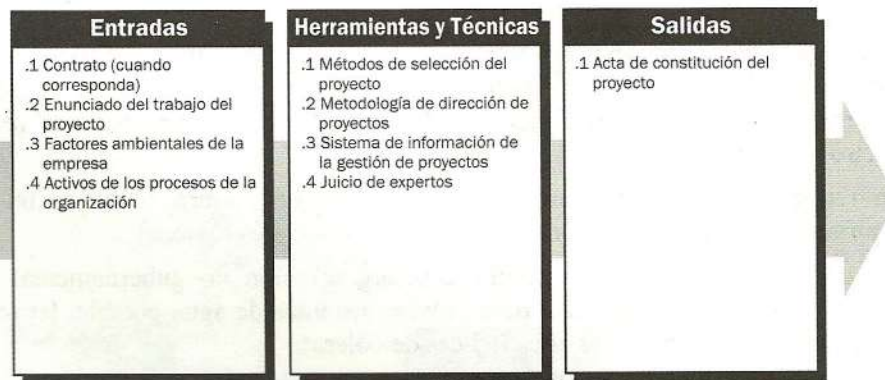 Entradas
.1 Contrato (cuando
corresponda)
.2 Enunciado del trabajo del
proyecto
.3 Factores ambientales de la
empresa
.4 Activos de los procesos de la
organización
Herramientas y Técnicas
.1 Métodos de selección del
proyecto
.2 Metodología de dirección de
proyectos
.3 Sistema de información de
la gestión de proyectos
.4 Juicio de expertos
Salidas
.1 Acta de constitución del
proyecto